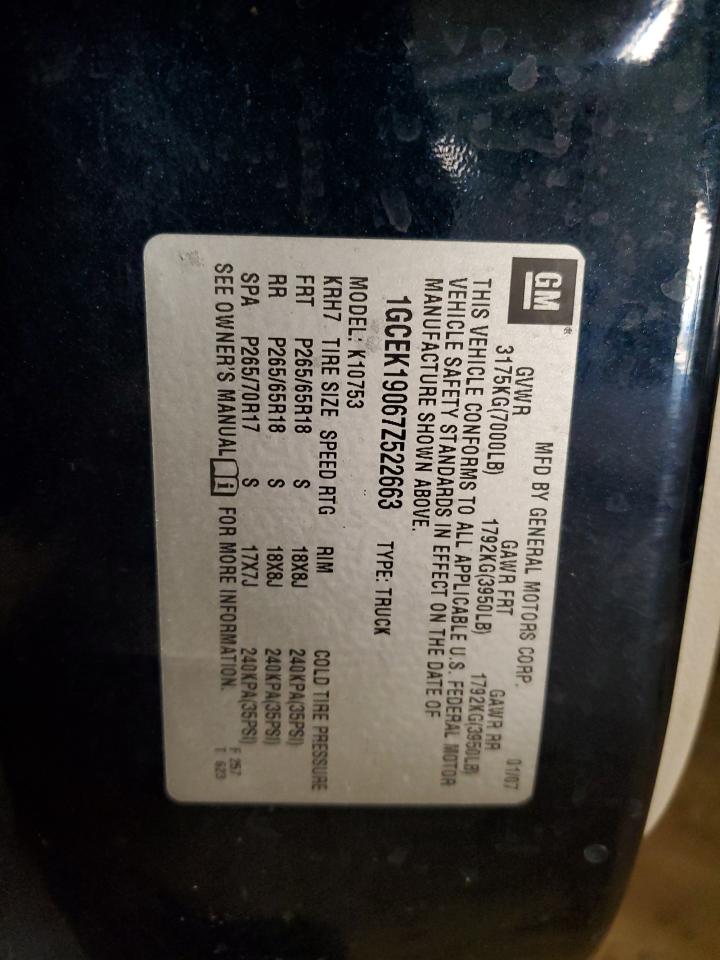 GM®
MFD BY GENERAL MOTORS CORP. 01/07
GVWR GAWR FRT GAWR RR
3175KG(7000LB) 1792KG(3950LB) 1792KG(3950LB)
THIS VEHICLE CONFORMS TO ALL APPLICABLE U.S. FEDERAL MOTOR
VEHICLE SAFETY STANDARDS IN EFFECT ON THE DATE OF
MANUFACTURE SHOWN ABOVE.
1GCEK19067Z522663 TYPE: TRUCK
MODEL: K10753
KRH7 TIRE SIZE SPEED RTG RIM COLD TIRE PRESSURE
FRT P265/65R18 S 18X8J 240KPA(35PSI)
RR P265/65R18 S 18X8J 240KPA(35PSI)
SPA P265/70R17 S 17X7J 240KPA(35PSI)
SEE OWNER'S MANUAL i FOR MORE INFORMATION.
F 257
T 623